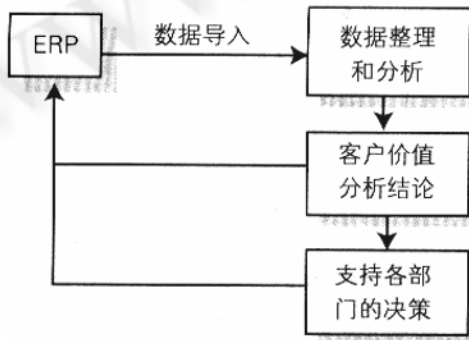 ERP
数据导入
数据整理
和分析
客户价值
分析结论
支持各部
门的决策